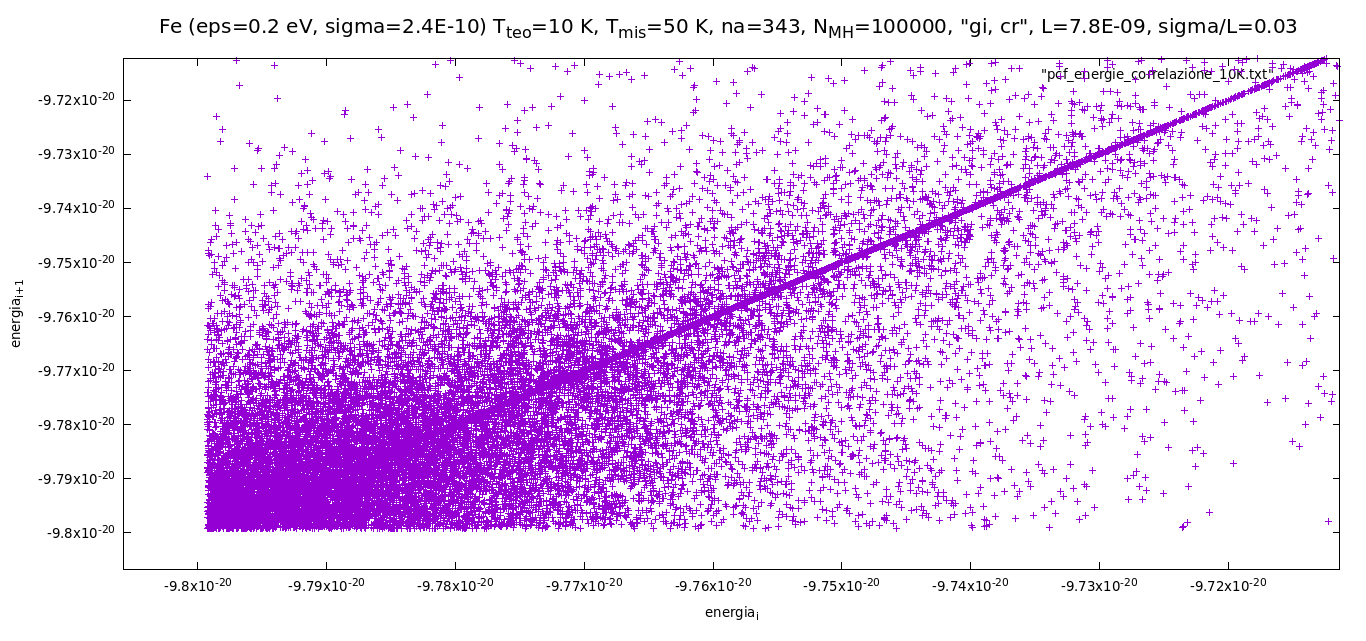 Fe (eps=0.2 eV, sigma=2.4E-10) Tteo=10 K, Tmis=50 K, na=343, NMH=100000, "gi, cr", L=7.8E-09, sigma/L=0.03
"pcf_energie_correlazione_10K.txt"
-9.72x10-20
-9.73x10-20
-9.74x10-20
-9.75x10-20
-9.76x10-20
-9.77x10-20
-9.78x10-20
-9.79x10-20
-9.8x10-20
energiai+1
-9.8x10-20 -9.79x10-20 -9.78x10-20 -9.77x10-20 -9.76x10-20 -9.75x10-20 -9.74x10-20 -9.73x10-20 -9.72x10-20
energiai